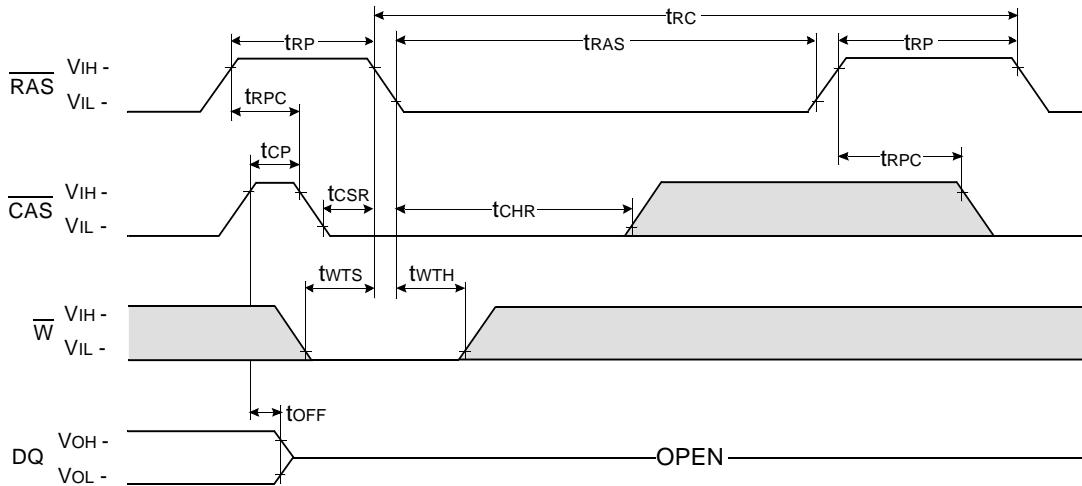 tRC
tRP
tRAS
tRP
RAS
VIH -
VIL -
tRPC
tCP
tRPC
CAS
VIH -
VIL -
tCSR
tCHR
tWTS
tWTH
W
VIH -
VIL -
tOFF
DQ
VOH -
VOL -
OPEN